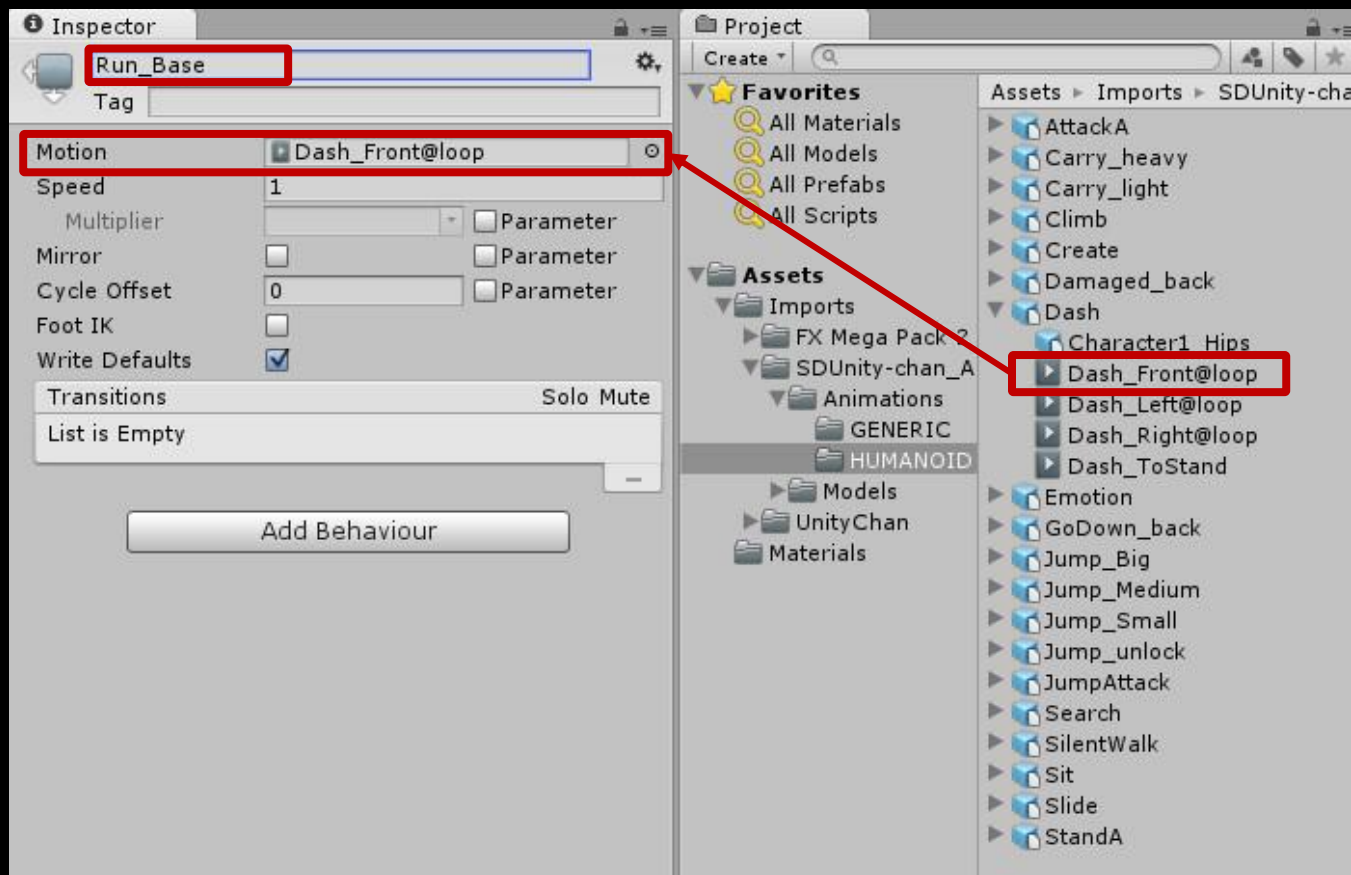 Inspector
Run_Base
Tag
Motion Dash_Front@loop
Speed 1
Multiplier Parameter
Mirror Parameter
Cycle Offset 0 Parameter
Foot IK
Write Defaults
Transitions Solo Mute
List is Empty
Add Behaviour
Project
Create
Favorites
All Materials
All Models
All Prefabs
All Scripts
Assets
Imports
FX Mega Pack 2
SDUnity-chan_A
Animations
GENERIC
HUMANOID
Models
UnityChan
Materials
Assets Imports SDUnity-cha
AttackA
Carry_heavy
Carry_light
Climb
Create
Damaged_back
Dash
Character1_Hips
Dash_Front@loop
Dash_Left@loop
Dash_Right@loop
Dash_ToStand
Emotion
GoDown_back
Jump_Big
Jump_Medium
Jump_Small
Jump_unlock
JumpAttack
Search
SilentWalk
Sit
Slide
StandA